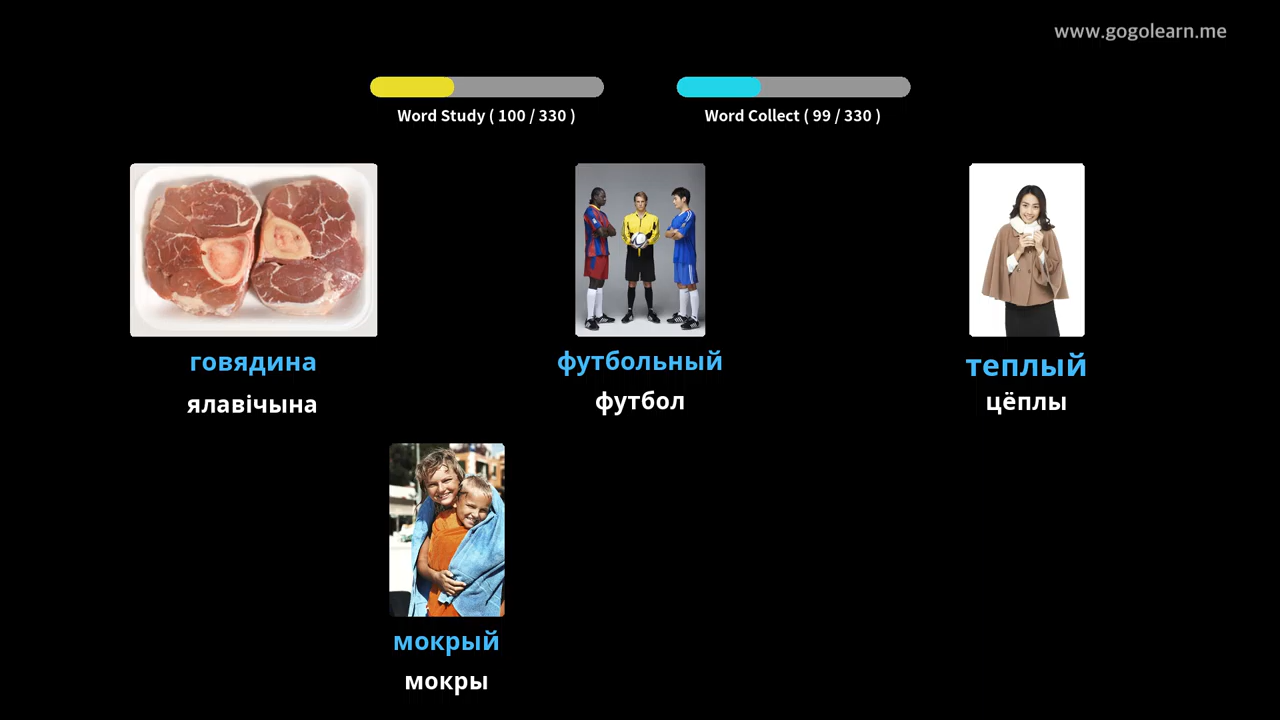 www.gogolearn.me
Word Study ( 100 / 330 )
Word Collect ( 99 / 330 )
говядина
ялавічына
футбольный
футбол
теплый
цёплы
мокрый
мокры